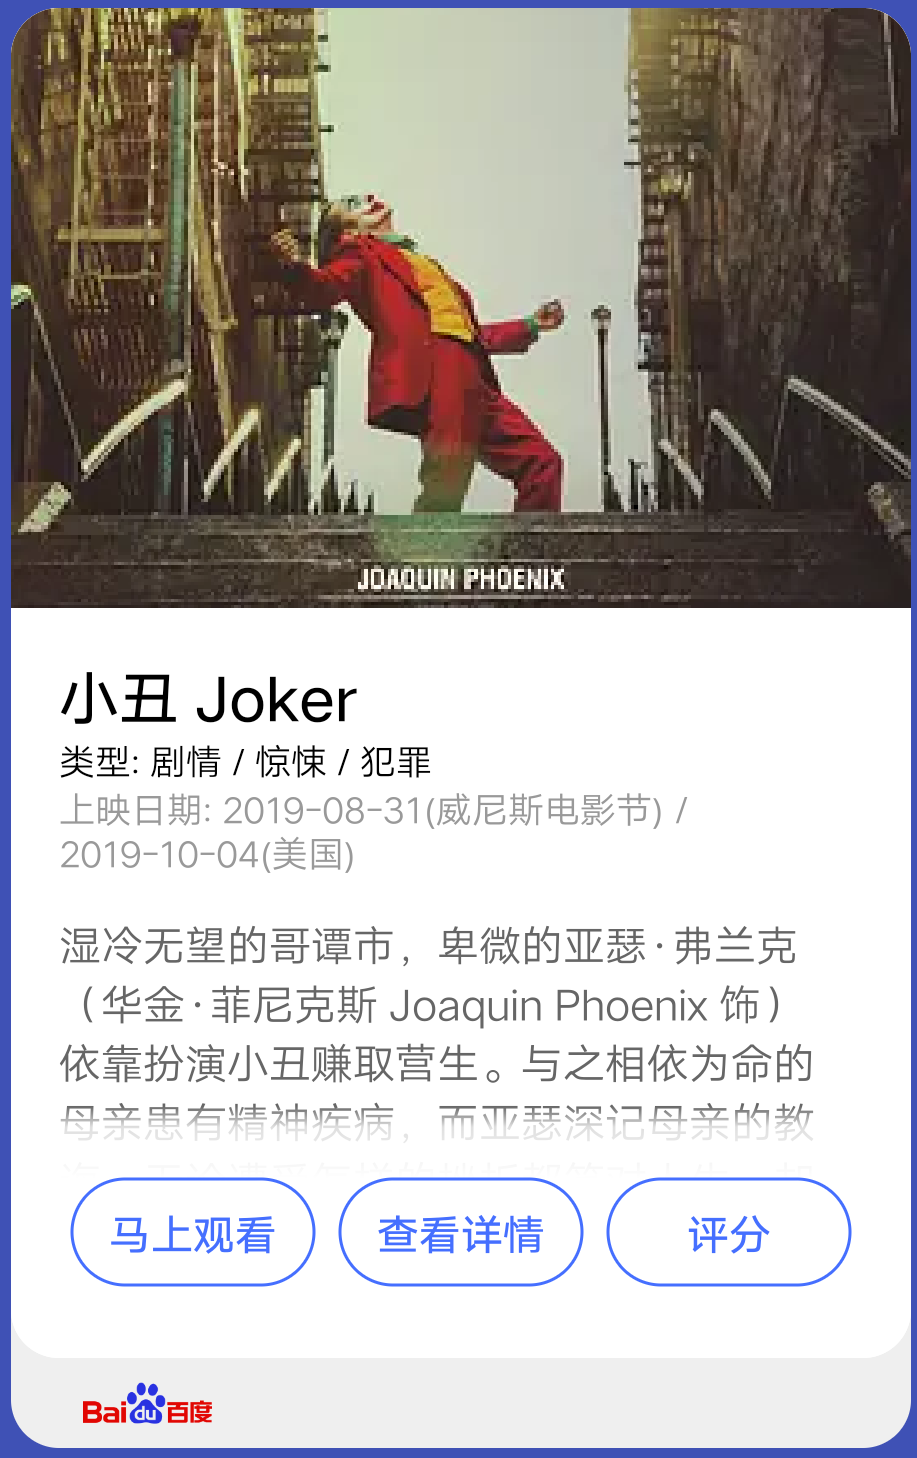 JOAQUIN PHOENIX
小丑 Joker
类型: 剧情 / 惊悚 / 犯罪
上映日期: 2019-08-31(威尼斯电影节) /
2019-10-04(美国)
湿冷无望的哥谭市，卑微的亚瑟·弗兰克
（华金·菲尼克斯 Joaquin Phoenix 饰）
依靠扮演小丑赚取营生。与之相依为命的
母亲患有精神疾病，而亚瑟深记母亲的教
马上观看 查看详情 评分
Bai du 百度